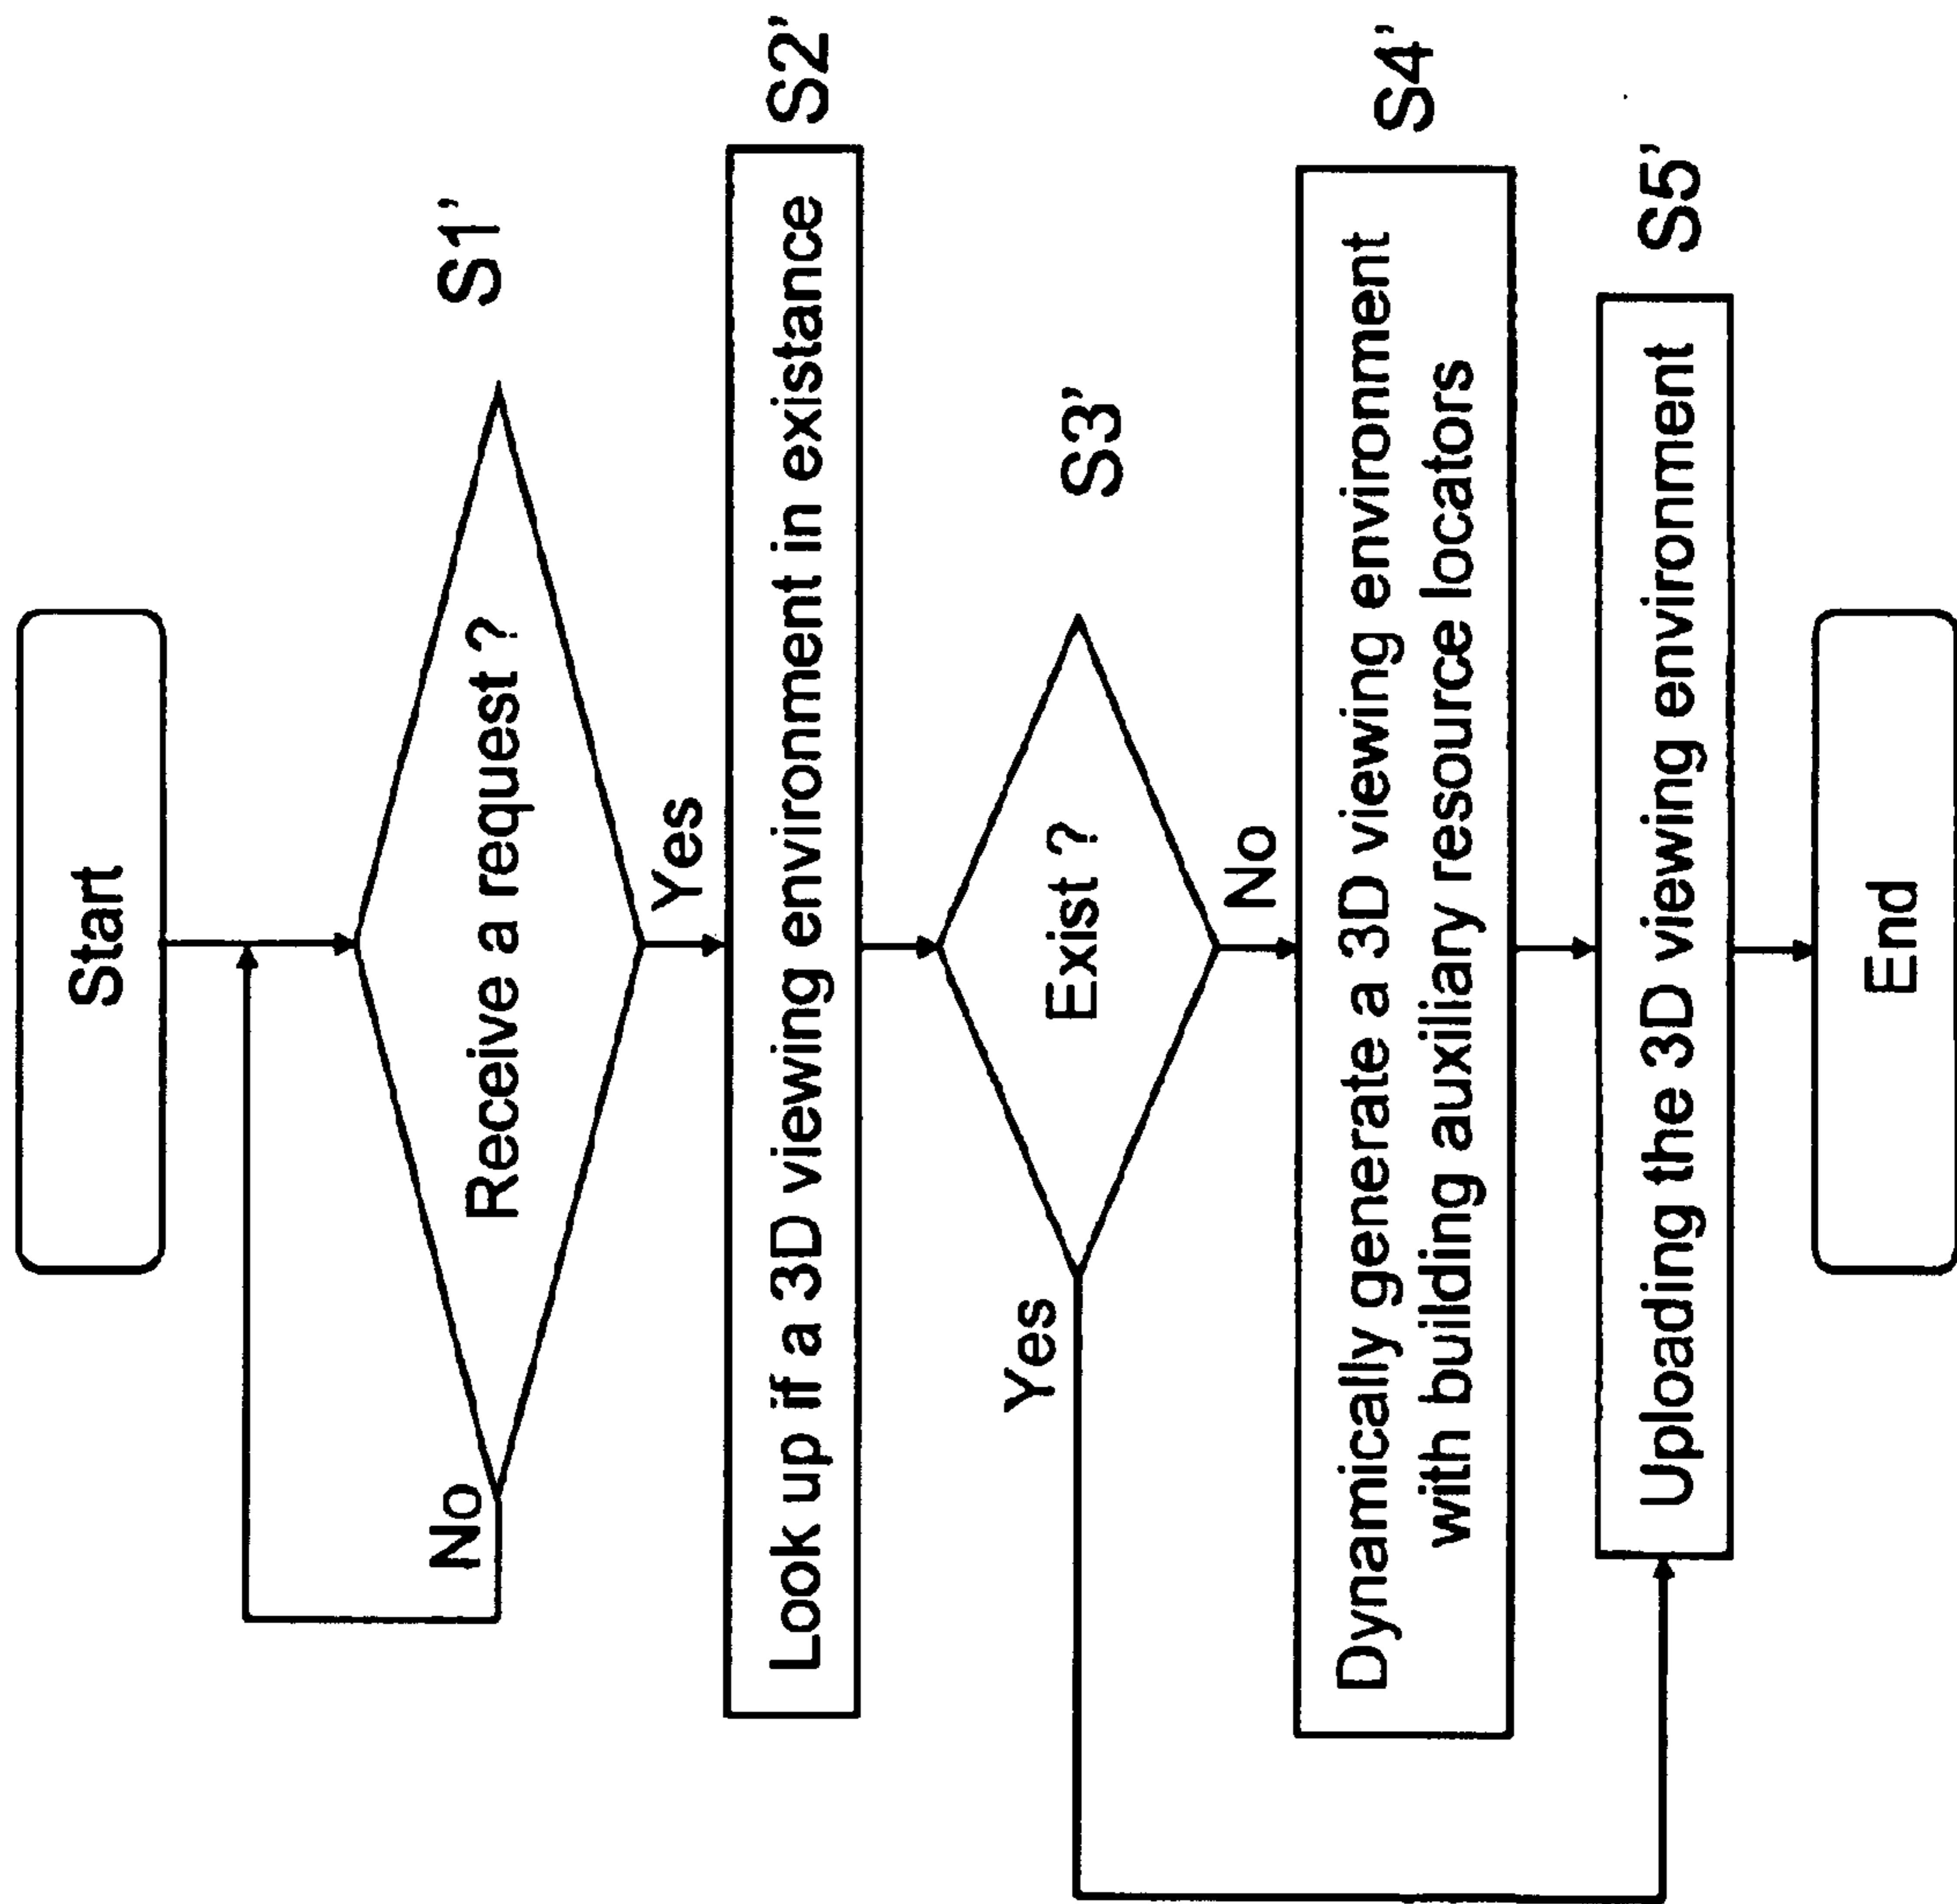 Start
Receive a request ?
S1'
No
Yes
Look up if a 3D viewing environment in existance
S2'
Exist ?
S3'
Yes
No
Dynamically generate a 3D viewing environment
with building auxiliary resource locators
S4'
Uploading the 3D viewing environment
S5'
End